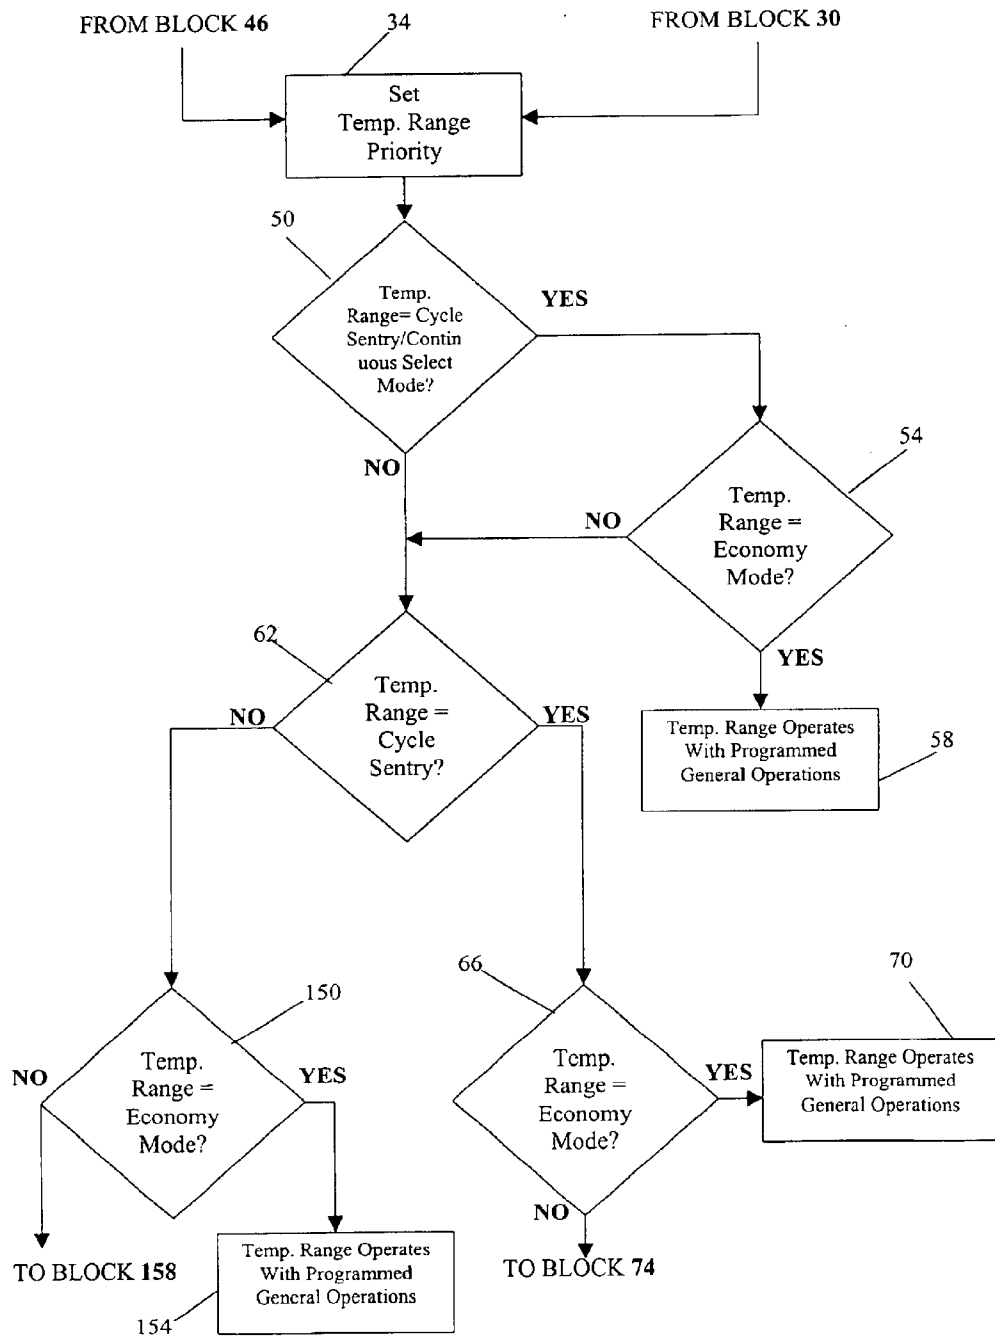 FROM BLOCK 46
34
FROM BLOCK 30
Set
Temp. Range
Priority
50
Temp.
Range= Cycle
Sentry/Contin
uous Select
Mode?
YES
NO
54
Temp.
Range =
Economy
Mode?
NO
YES
62
Temp.
Range =
Cycle
Sentry?
NO
YES
Temp. Range Operates
With Programmed
General Operations
58
150
Temp.
Range =
Economy
Mode?
NO
YES
66
Temp.
Range =
Economy
Mode?
YES
NO
70
Temp. Range Operates
With Programmed
General Operations
TO BLOCK 158
Temp. Range Operates
With Programmed
General Operations
154
TO BLOCK 74